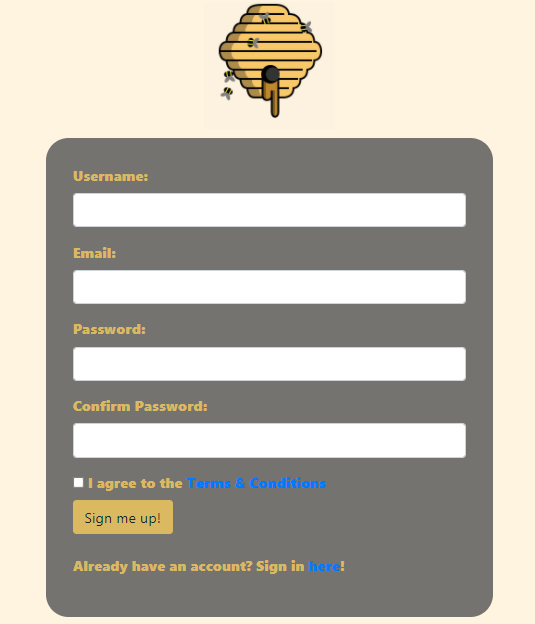 Username:
Email:
Password:
Confirm Password:
I agree to the Terms & Conditions
Sign me up!
Already have an account? Sign in here!